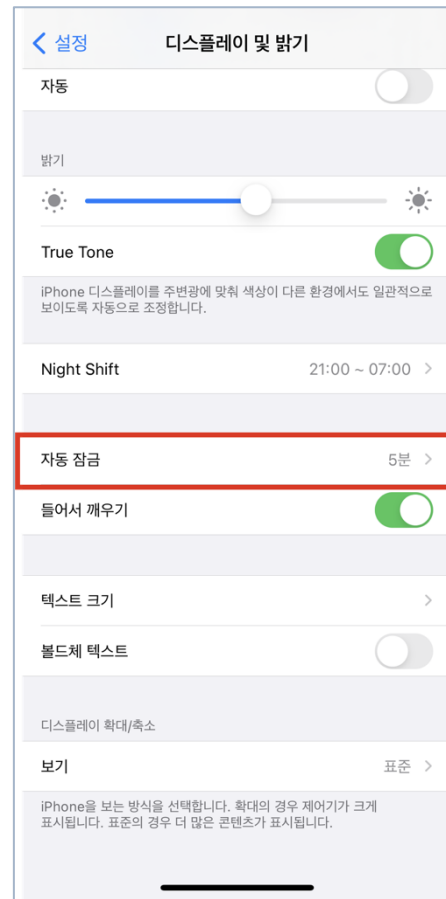 설정 디스플레이 및 밝기
자동
밝기
True Tone
iPhone 디스플레이를 주변광에 맞춰 색상이 다른 환경에서도 일관적으로
보이도록 자동으로 조정합니다.
Night Shift 21:00 ~ 07:00
자동 잠금 5분
들어서 깨우기
텍스트 크기
볼드체 텍스트
디스플레이 확대/축소
보기 표준
iPhone을 보는 방식을 선택합니다. 확대의 경우 제어기가 크게
표시됩니다. 표준의 경우 더 많은 콘텐츠가 표시됩니다.